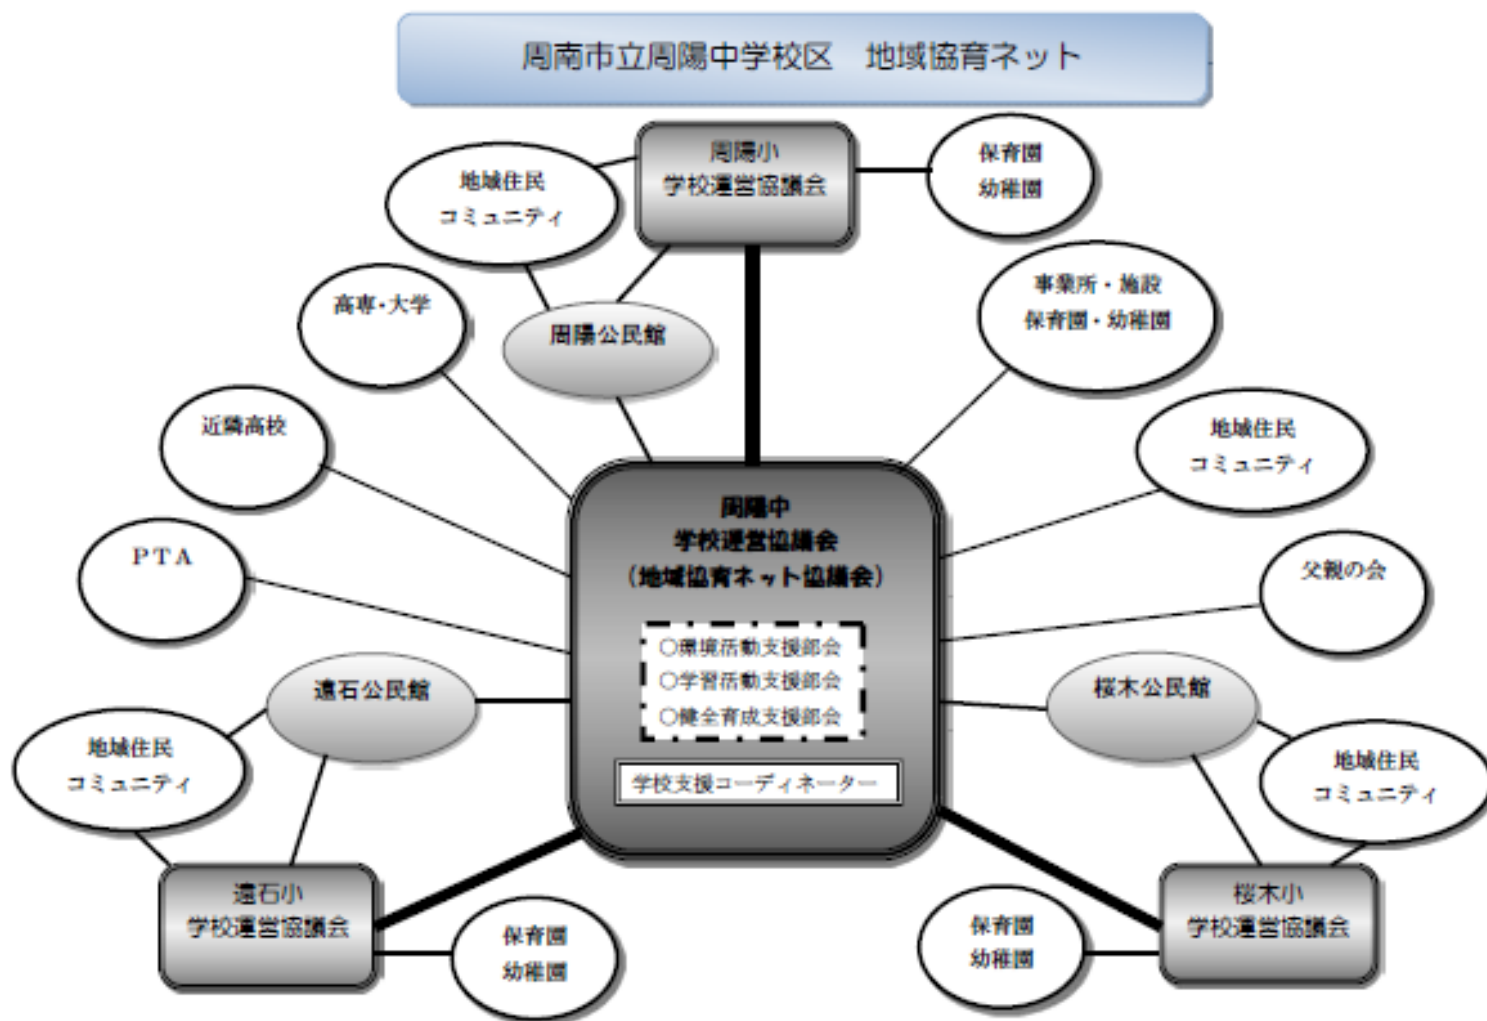 周南市立周陽中学校区　地域協育ネット
周陽小
学校運営協議会
保育園
幼稚園
地域住民
コミュニティ
高専・大学
周陽公民館
事業所・施設
保育園・幼稚園
近隣高校
地域住民
コミュニティ
PTA
周陽中
学校運営協議会
（地域協育ネット協議会）
○環境活動支援部会
○学習活動支援部会
○健全育成支援部会
学校支援コーディネーター
父親の会
遠石公民館
桜木公民館
地域住民
コミュニティ
地域住民
コミュニティ
遠石小
学校運営協議会
保育園
幼稚園
保育園
幼稚園
桜木小
学校運営協議会